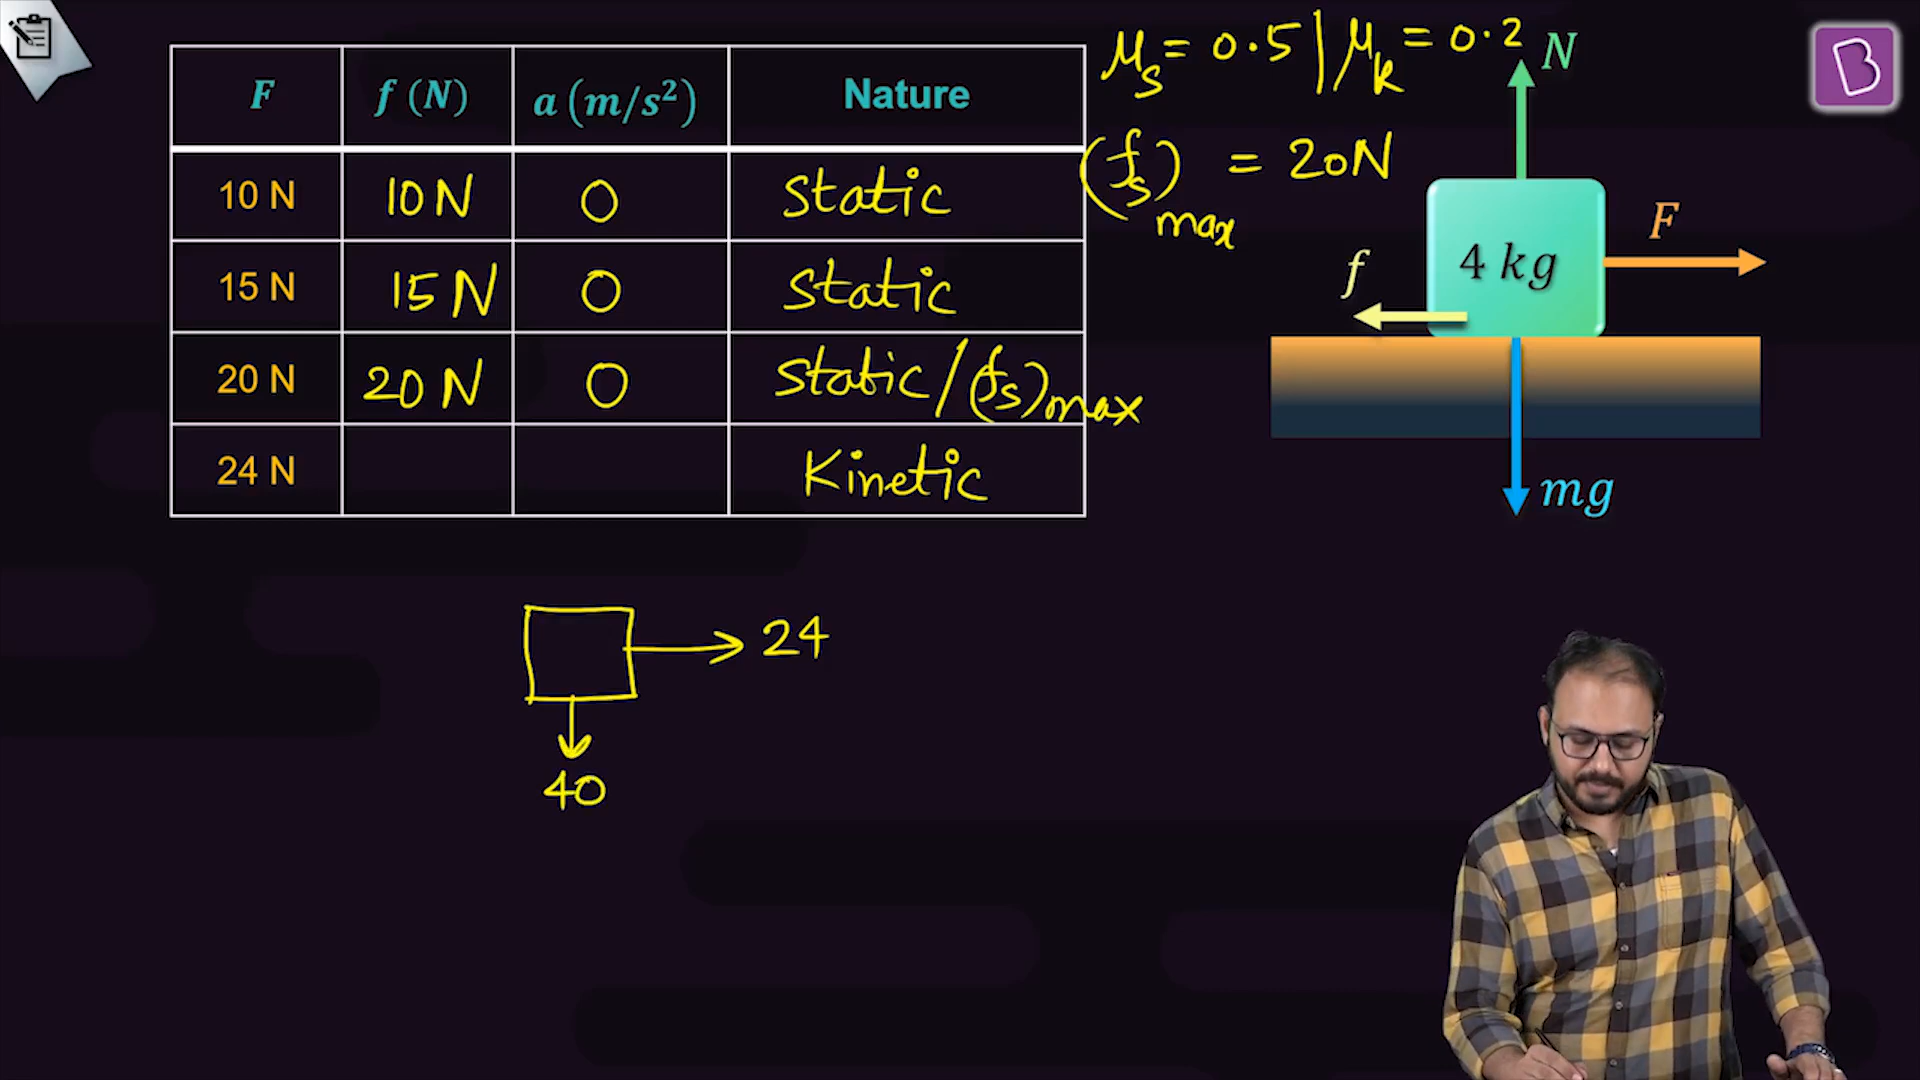 F f (N) a (m/s²) Nature
10 N 10 N 0 Static
15 N 15 N 0 Static
20 N 20 N 0 Static / (fs)max
24 N Kinetic
μs = 0.5 | μk = 0.2
(fs)max = 20N
N
4 kg
F
f
mg
24
40
B